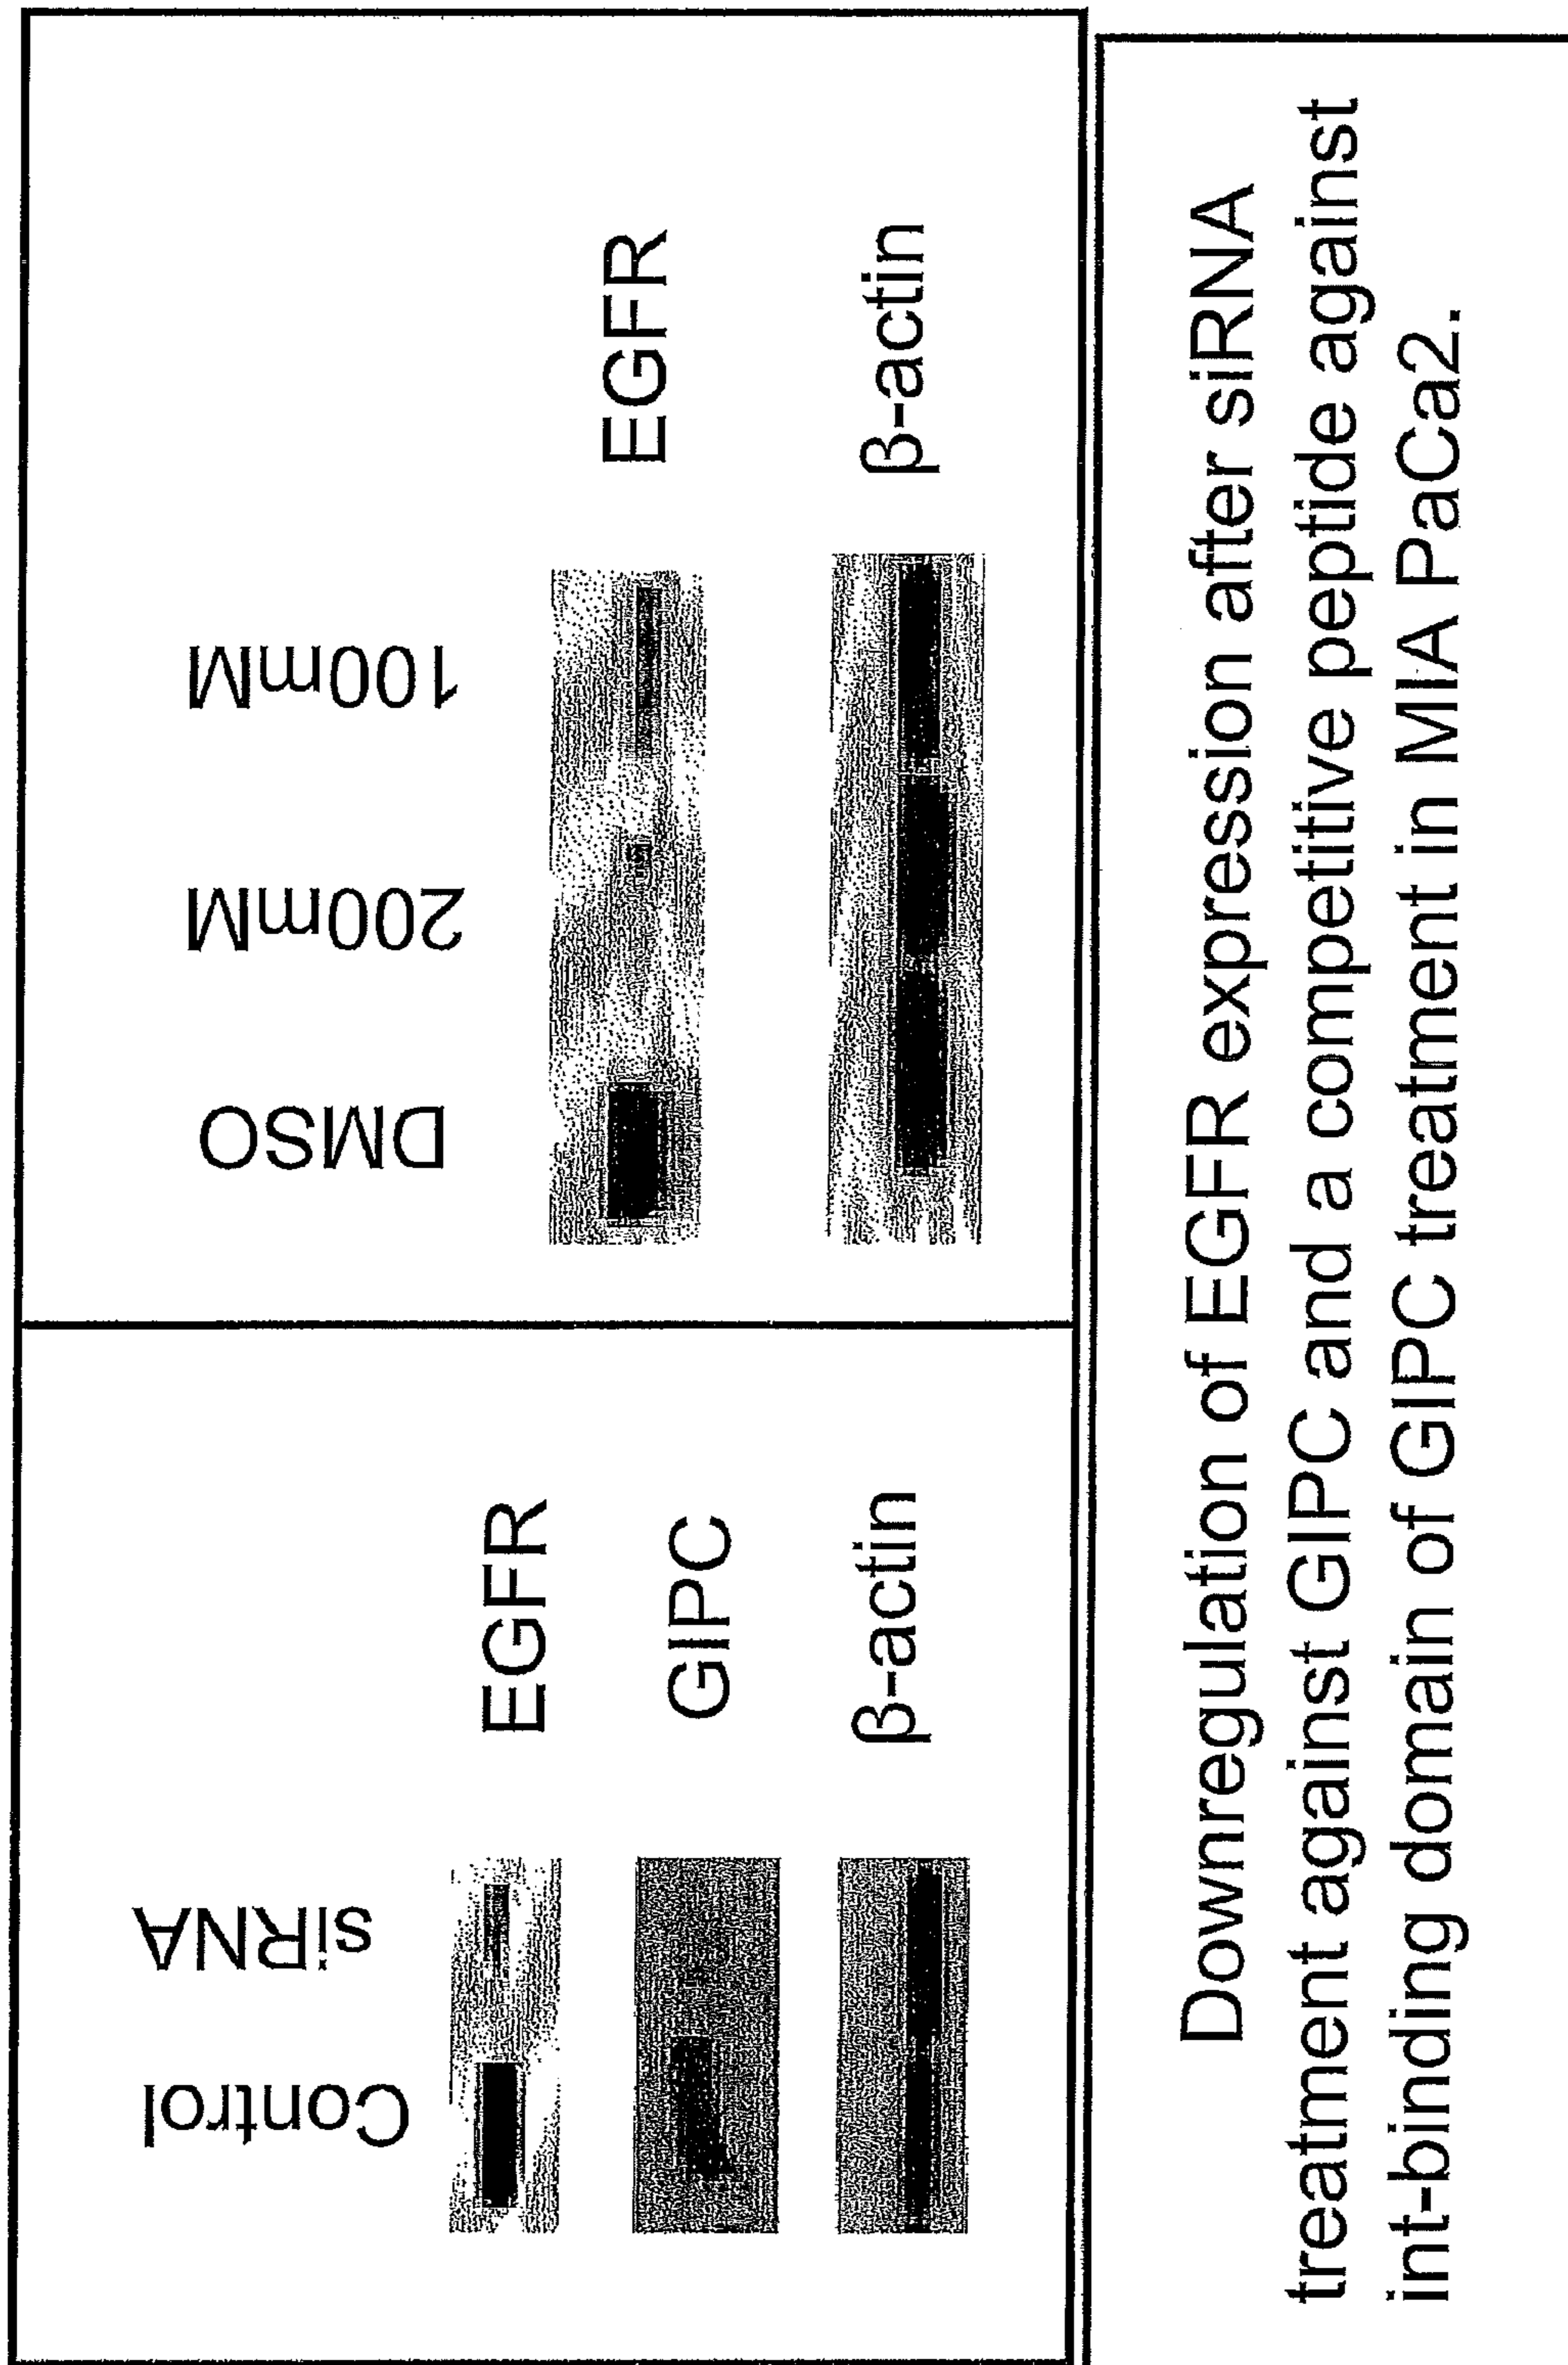 Control
siRNA
EGFR
GIPC
β-actin
DMSO
200mM
100mM
EGFR
β-actin
Downregulation of EGFR expression after siRNA
treatment against GIPC and a competitive peptide against
int-binding domain of GIPC treatment in MIA PaCa2.